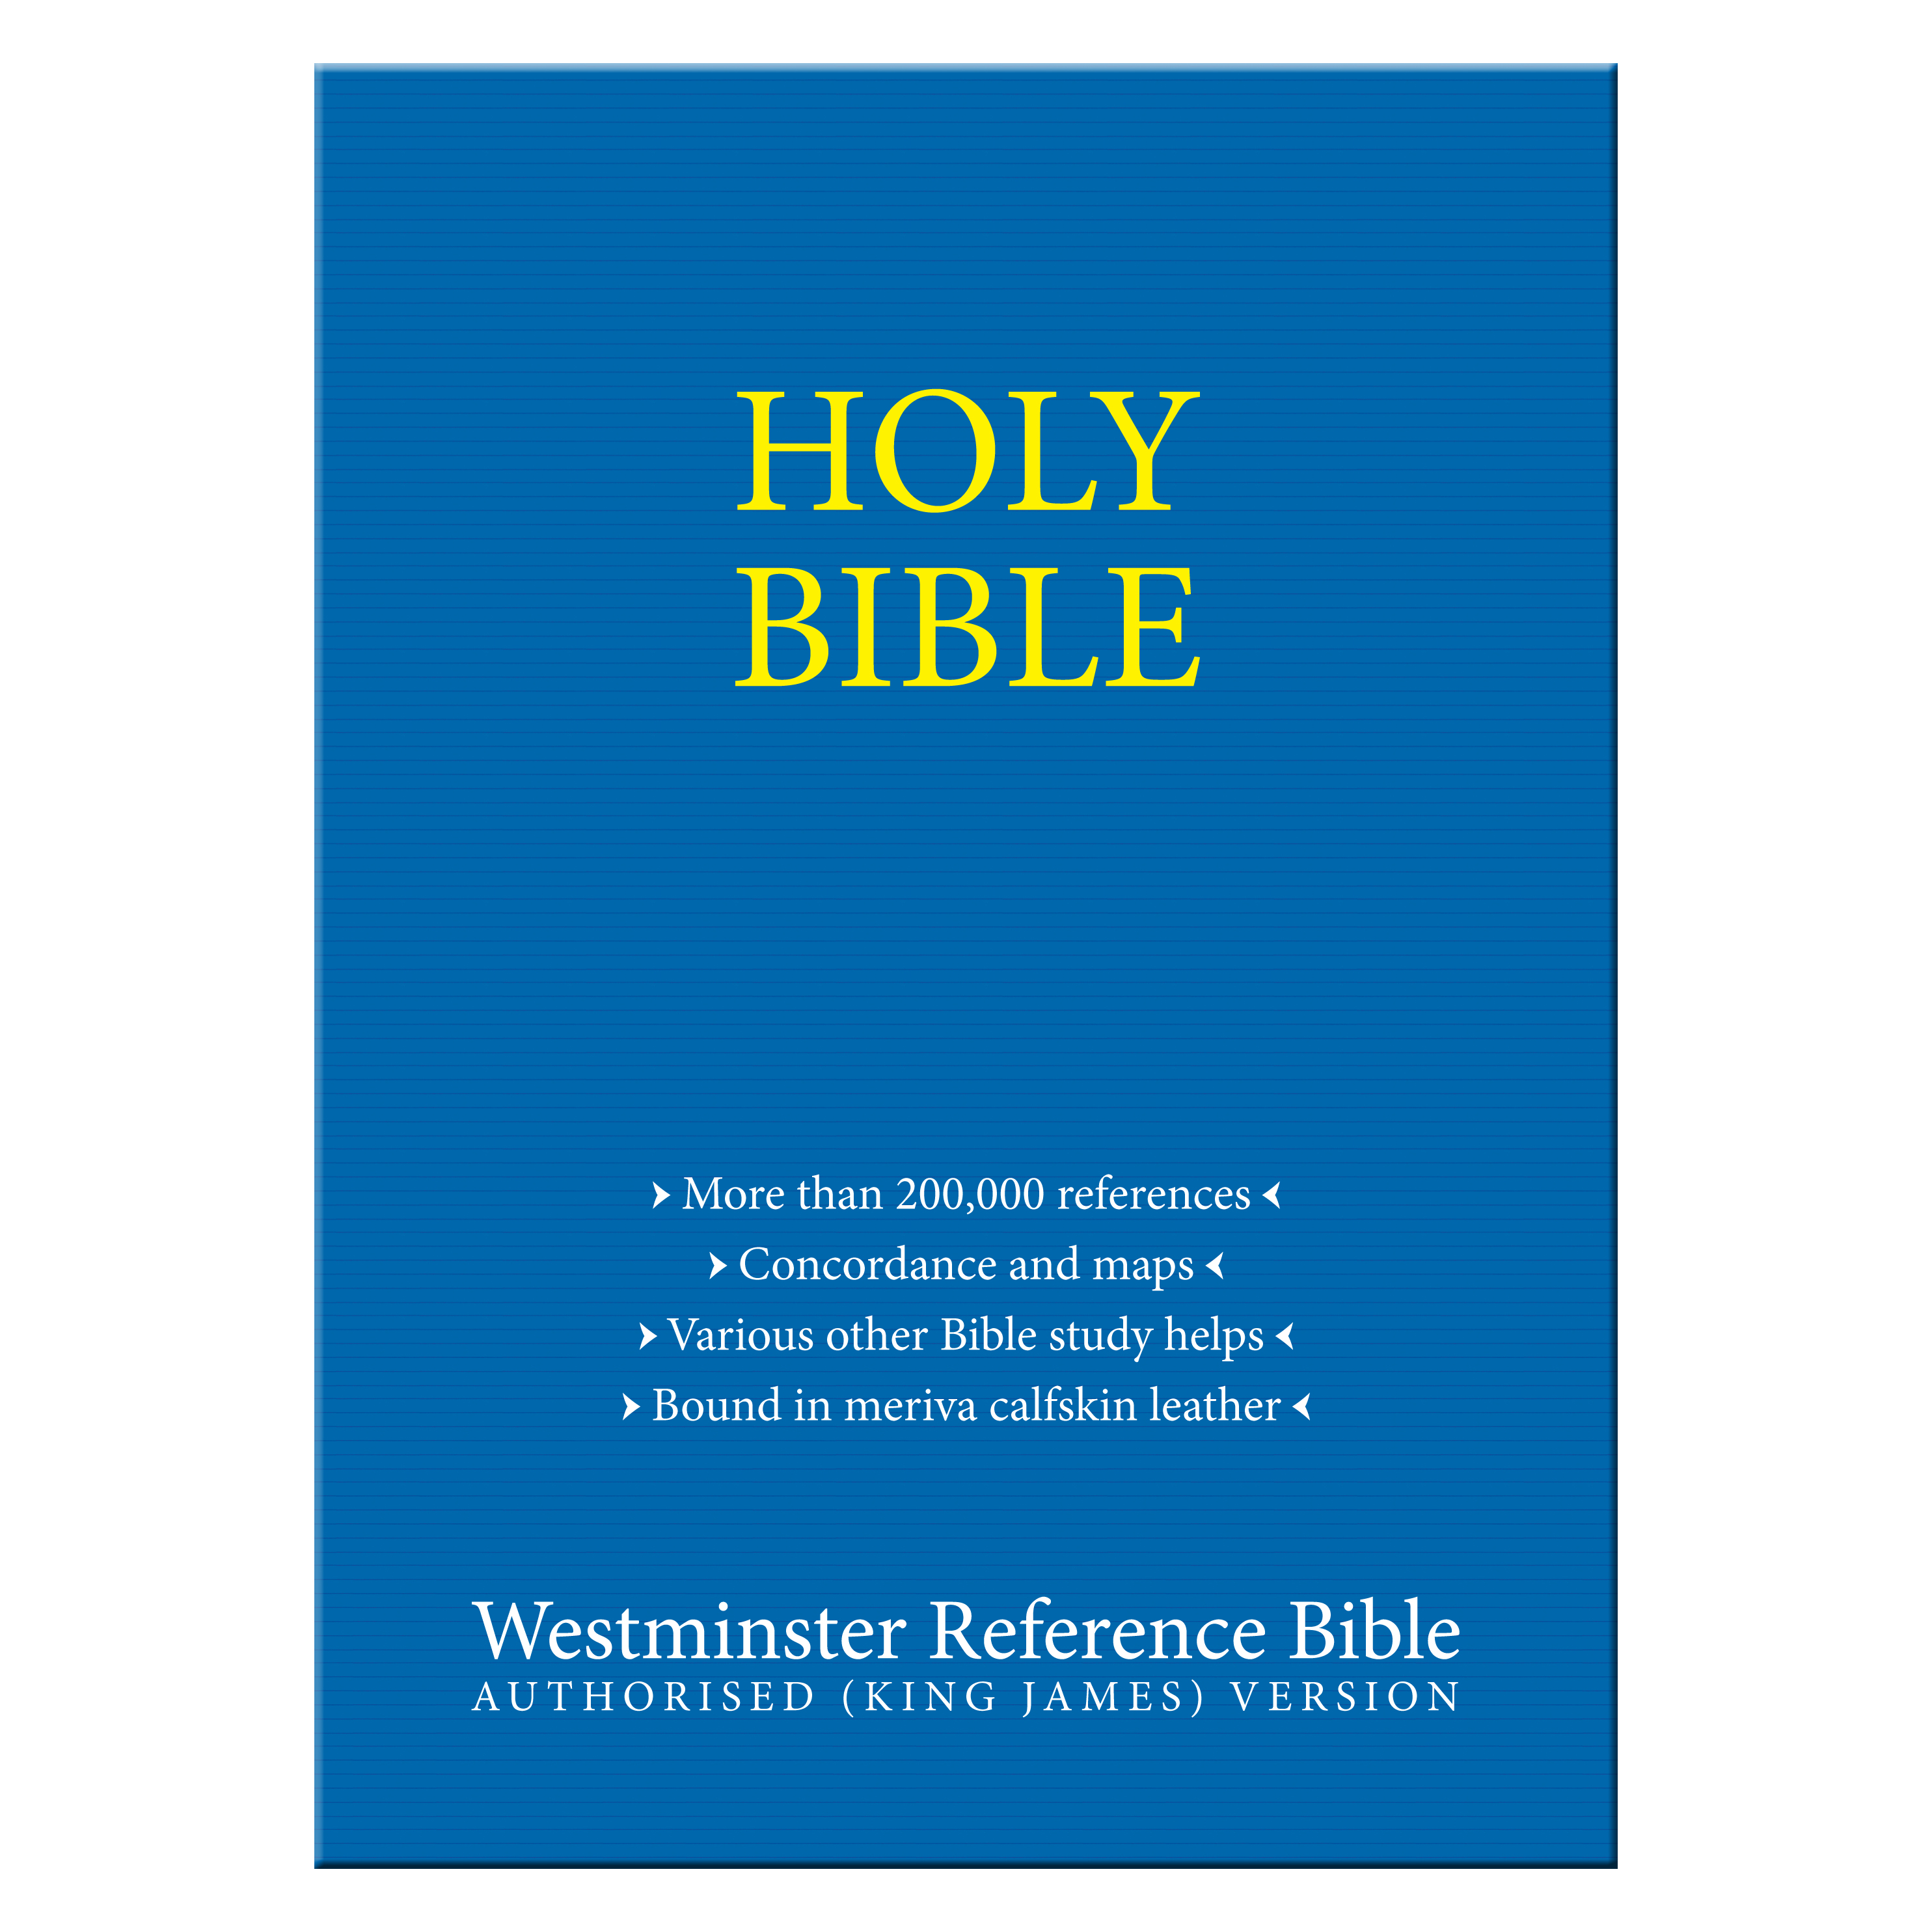 HOLY
BIBLE
More than 200,000 references
Concordance and maps
Various other Bible study helps
Bound in meriva calfskin leather
Westminster Reference Bible
AUTHORISED (KING JAMES) VERSION